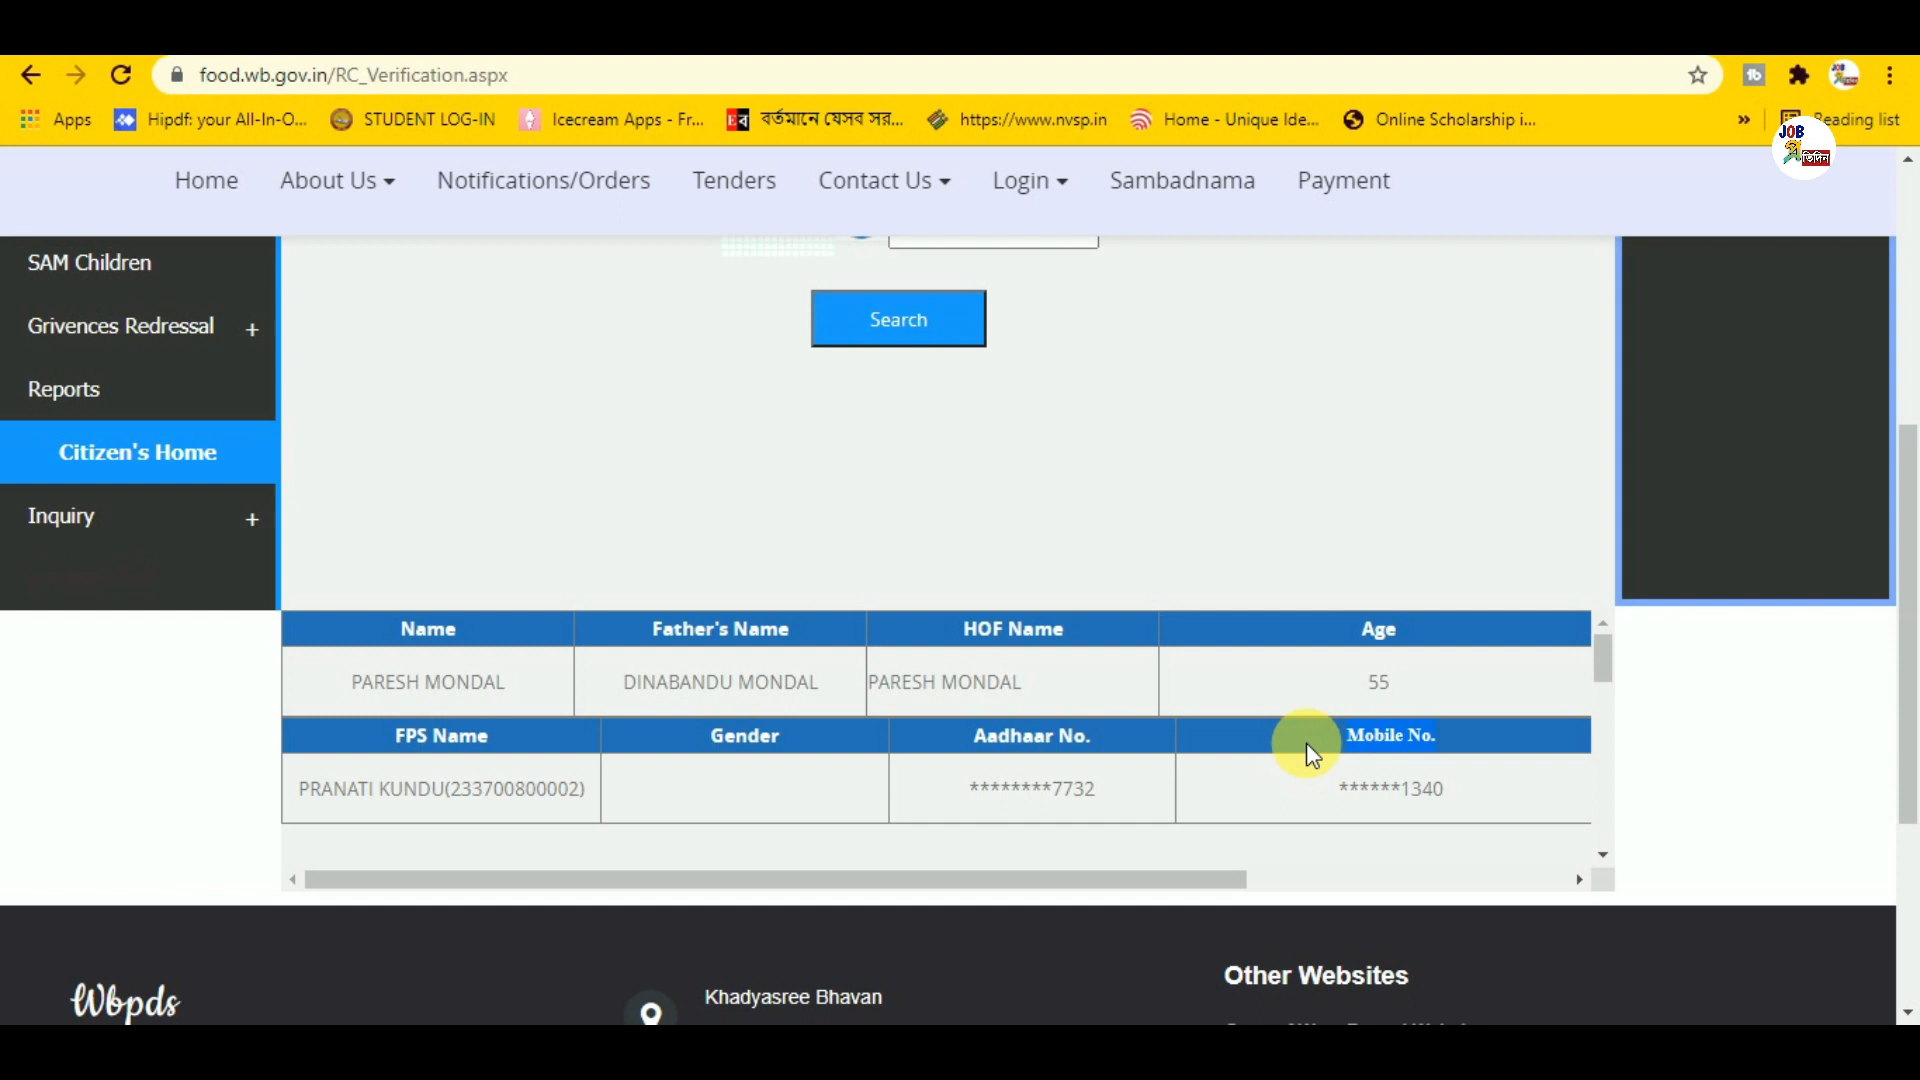 food.wb.gov.in/RC_Verification.aspx
Apps
Hipdf: your All-In-O...
STUDENT LOG-IN
Icecream Apps - Fr...
বর্তমানে যেসব সর...
https://www.nvsp.in
Home - Unique Ide...
Online Scholarship i...
»
Reading list
JOB
প্রতিদিন
Home
About Us
Notifications/Orders
Tenders
Contact Us
Login
Sambadnama
Payment
SAM Children
Grivences Redressal +
Reports
Citizen's Home
Inquiry +
Search
Name Father's Name HOF Name Age
PARESH MONDAL DINABANDU MONDAL PARESH MONDAL 55
FPS Name Gender Aadhaar No. Mobile No.
PRANATI KUNDU(233700800002) ********7732 ******1340
Wbpds
Khadyasree Bhavan
Other Websites